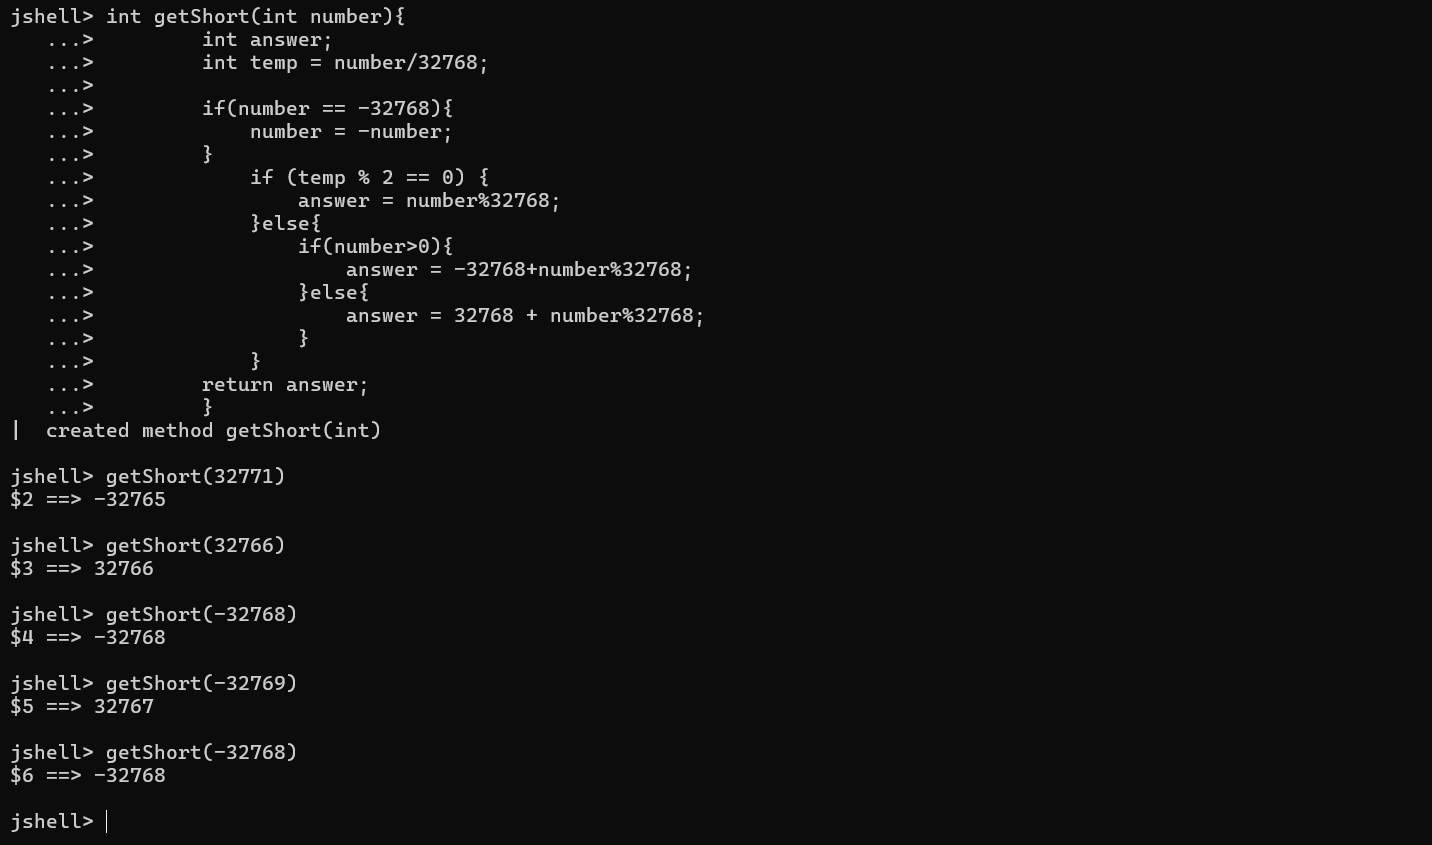 jshell> int getShort(int number){
   ...>         int answer;
   ...>         int temp = number/32768;
   ...>
   ...>         if(number == -32768){
   ...>             number = -number;
   ...>         }
   ...>             if (temp % 2 == 0) {
   ...>                 answer = number%32768;
   ...>             }else{
   ...>                 if(number>0){
   ...>                     answer = -32768+number%32768;
   ...>                 }else{
   ...>                     answer = 32768 + number%32768;
   ...>                 }
   ...>             }
   ...>         return answer;
   ...>         }
|  created method getShort(int)

jshell> getShort(32771)
$2 ==> -32765

jshell> getShort(32766)
$3 ==> 32766

jshell> getShort(-32768)
$4 ==> -32768

jshell> getShort(-32769)
$5 ==> 32767

jshell> getShort(-32768)
$6 ==> -32768

jshell>